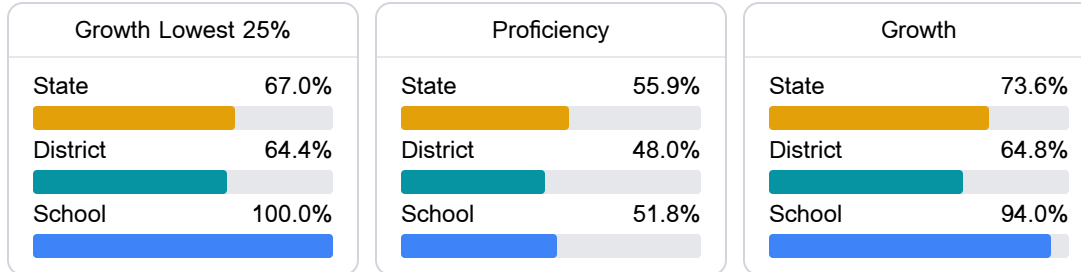 Growth Lowest 25%
State 67.0%
District 64.4%
School 100.0%
Proficiency
State 55.9%
District 48.0%
School 51.8%
Growth
State 73.6%
District 64.8%
School 94.0%